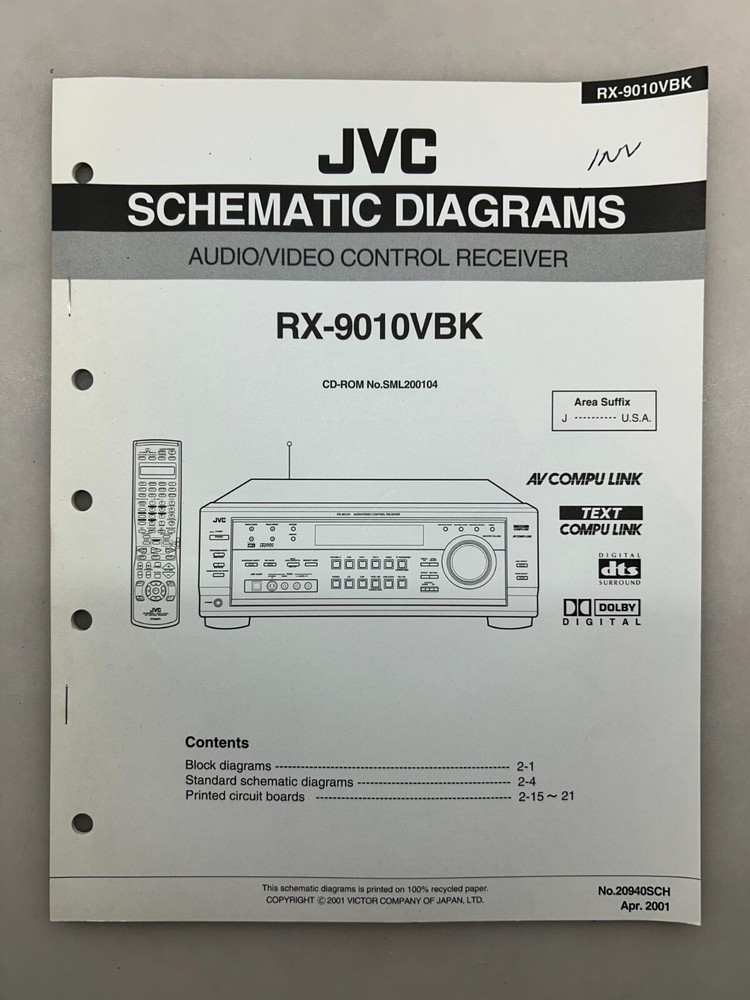 RX-9010VBK
JVC
INV
SCHEMATIC DIAGRAMS
AUDIO/VIDEO CONTROL RECEIVER
RX-9010VBK
CD-ROM No.SML200104
Area Suffix
J ---------- U.S.A.
AV COMPU LINK
TEXT
COMPU LINK
DIGITAL
dts
SURROUND
DOLBY
DIGITAL
JVC
JVC
Contents
Block diagrams ---------- 2-1
Standard schematic diagrams ---------- 2-4
Printed circuit boards ---------- 2-15 ~ 21
This schematic diagrams is printed on 100% recycled paper.
COPYRIGHT © 2001 VICTOR COMPANY OF JAPAN, LTD.
No.20940SCH
Apr. 2001